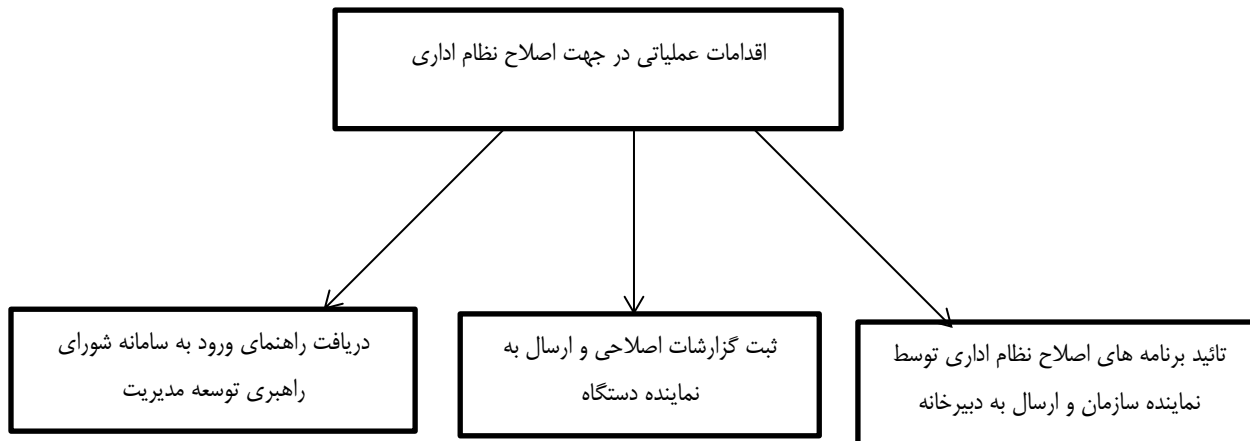 اقدامات عملیاتی در جهت اصلاح نظام اداری
تائید برنامه های اصلاح نظام اداری توسط
نماینده سازمان و ارسال به دبیرخانه
ثبت گزارشات اصلاحی و ارسال به
نماینده دستگاه
دریافت راهنمای ورود به سامانه شورای
راهبری توسعه مدیریت